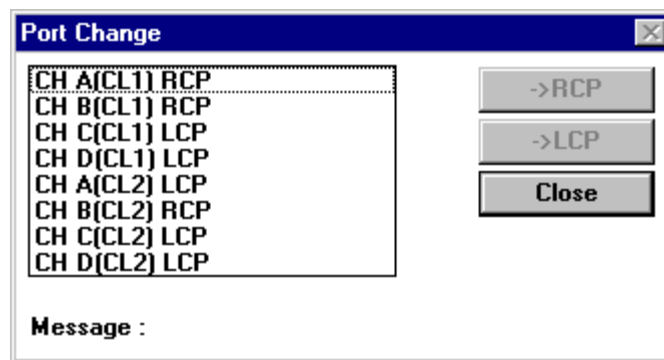 Port Change
CH A(CL1) RCP
CH B(CL1) RCP
CH C(CL1) LCP
CH D(CL1) LCP
CH A(CL2) LCP
CH B(CL2) RCP
CH C(CL2) LCP
CH D(CL2) LCP
->RCP
->LCP
Close
Message :